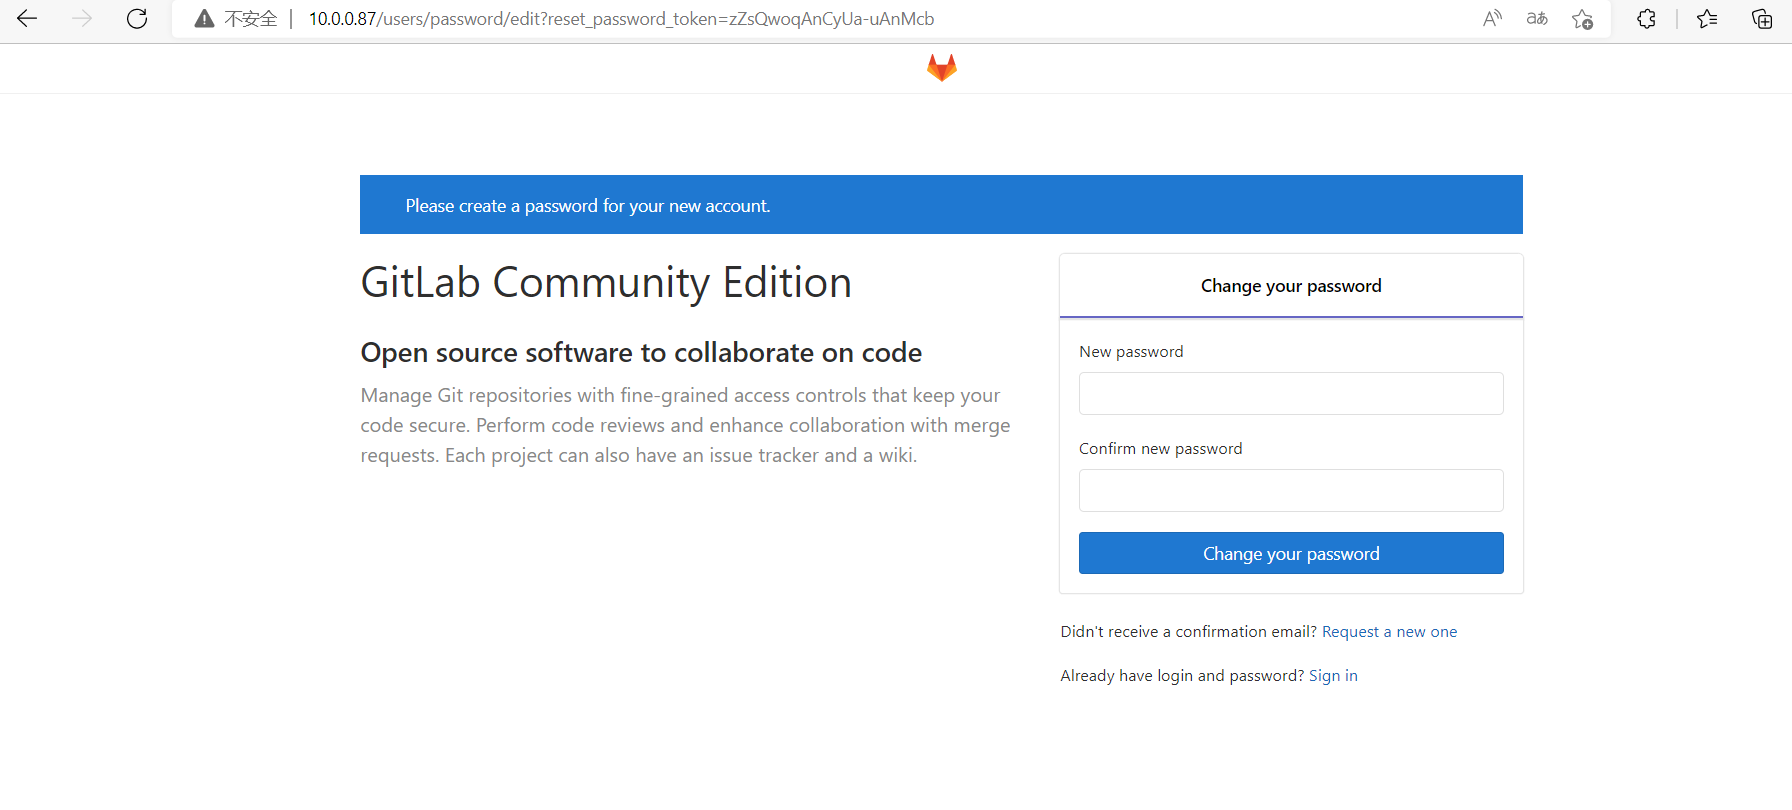 不安全 | 10.0.0.87/users/password/edit?reset_password_token=zZsQwoqAnCyUa-uAnMcb
Please create a password for your new account.
GitLab Community Edition
Open source software to collaborate on code
Manage Git repositories with fine-grained access controls that keep your
code secure. Perform code reviews and enhance collaboration with merge
requests. Each project can also have an issue tracker and a wiki.
Change your password
New password
Confirm new password
Change your password
Didn't receive a confirmation email? Request a new one
Already have login and password? Sign in